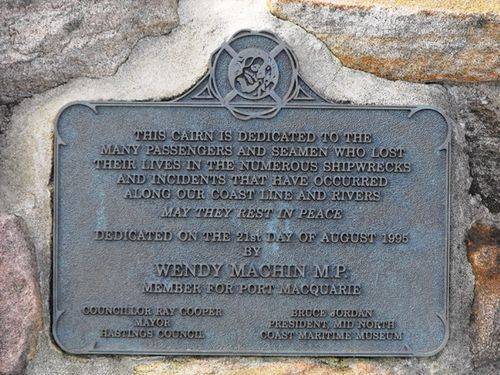 THIS CAIRN IS DEDICATED TO THE
MANY PASSENGERS AND SEAMEN WHO LOST
THEIR LIVES IN THE NUMEROUS SHIPWRECKS
AND INCIDENTS THAT HAVE OCCURRED
ALONG OUR COAST LINE AND RIVERS
MAY THEY REST IN PEACE
DEDICATED ON THE 21st DAY OF AUGUST 1995
BY
WENDY MACHIN M.P.
MEMBER FOR PORT MACQUARIE
COUNCILLOR RAY COOPER
MAYOR
HASTINGS COUNCIL
BRUCE JORDAN
PRESIDENT, MID NORTH
COAST MARITIME MUSEUM